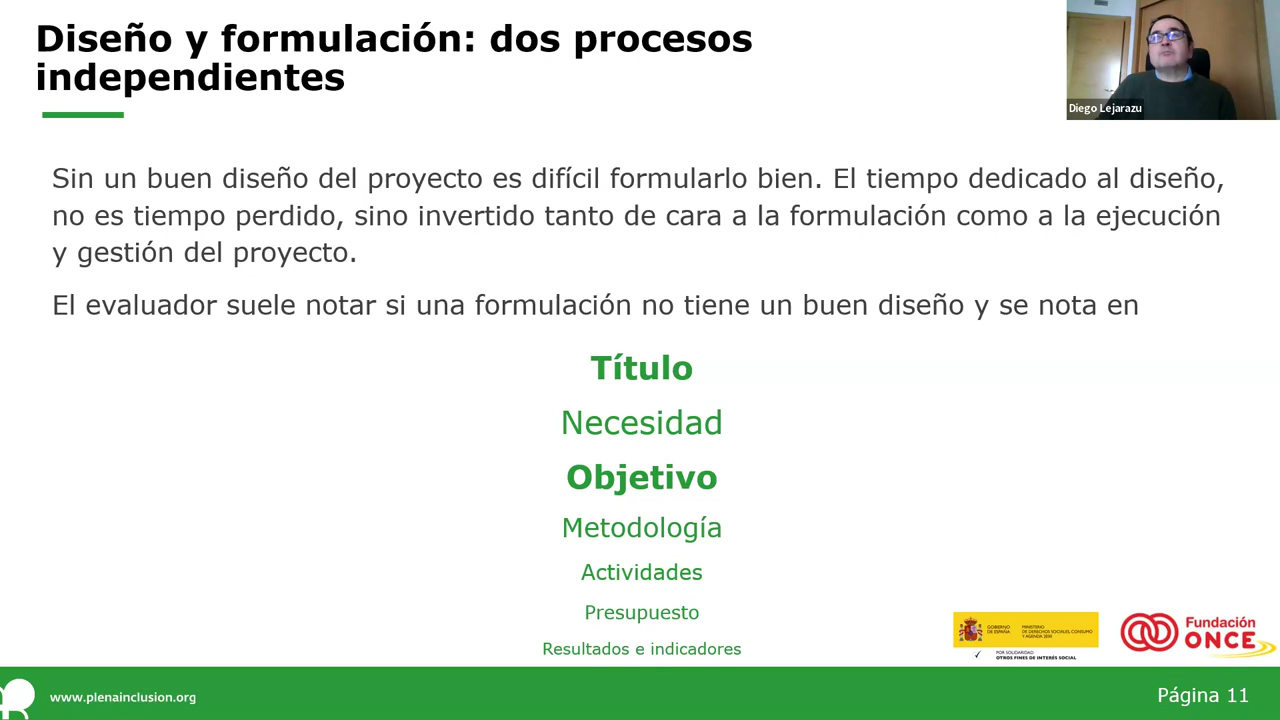 Diseño y formulación: dos procesos
independientes
Diego Lejarazu
Sin un buen diseño del proyecto es difícil formularlo bien. El tiempo dedicado al diseño,
no es tiempo perdido, sino invertido tanto de cara a la formulación como a la ejecución
y gestión del proyecto.
El evaluador suele notar si una formulación no tiene un buen diseño y se nota en
Título
Necesidad
Objetivo
Metodología
Actividades
Presupuesto
Resultados e indicadores
GOBIERNO
DE ESPAÑA
MINISTERIO
DE DERECHOS SOCIALES, CONSUMO
Y AGENDA 2030
POR SOLIDARIDAD
OTROS FINES DE INTERÉS SOCIAL
Fundación
ONCE
www.plenainclusion.org
Página 11